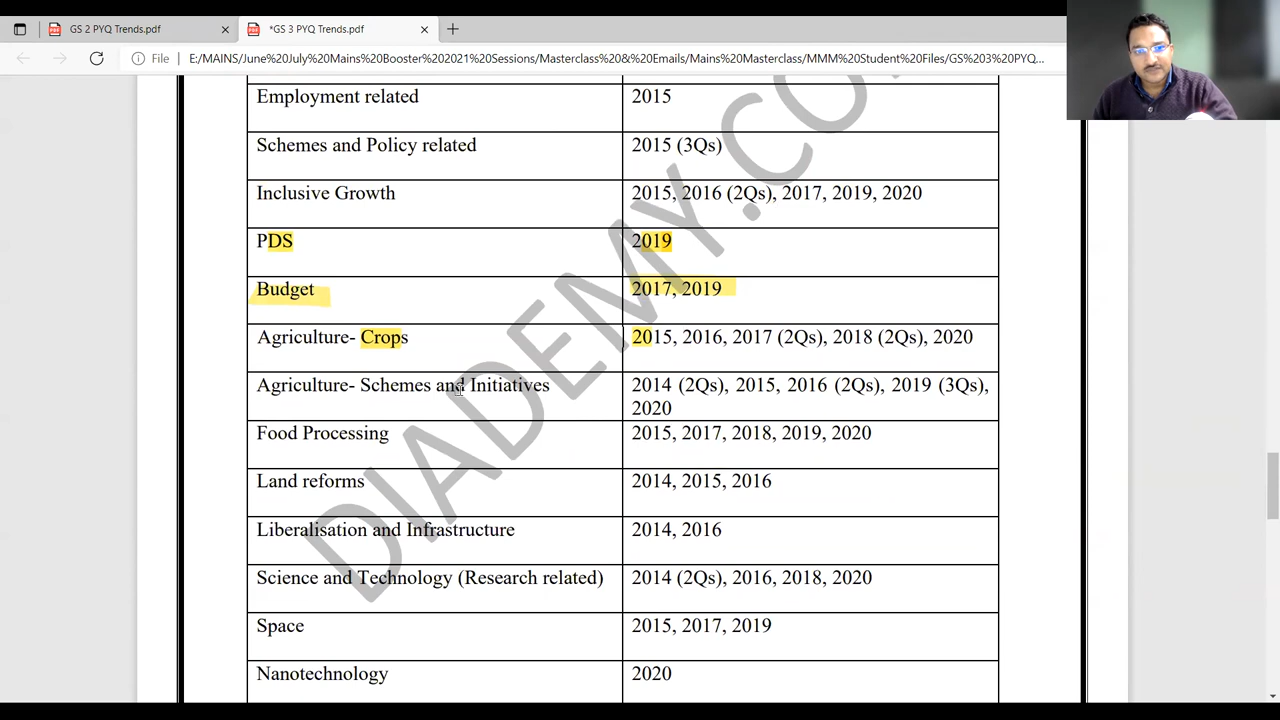 GS 2 PYQ Trends.pdf
*GS 3 PYQ Trends.pdf
File
E:/MAINS/June%20July%20Mains%20Booster%202021%20Sessions/Masterclass%20&%20Emails/Mains%20Masterclass/MMM%20Student%20Files/GS%203%20PYQ...
Employment related 2015
Schemes and Policy related 2015 (3Qs)
Inclusive Growth 2015, 2016 (2Qs), 2017, 2019, 2020
PDS 2019
Budget 2017, 2019
Agriculture- Crops 2015, 2016, 2017 (2Qs), 2018 (2Qs), 2020
Agriculture- Schemes and Initiatives 2014 (2Qs), 2015, 2016 (2Qs), 2019 (3Qs),
2020
Food Processing 2015, 2017, 2018, 2019, 2020
Land reforms 2014, 2015, 2016
Liberalisation and Infrastructure 2014, 2016
Science and Technology (Research related) 2014 (2Qs), 2016, 2018, 2020
Space 2015, 2017, 2019
Nanotechnology 2020
DIADEMY.CO